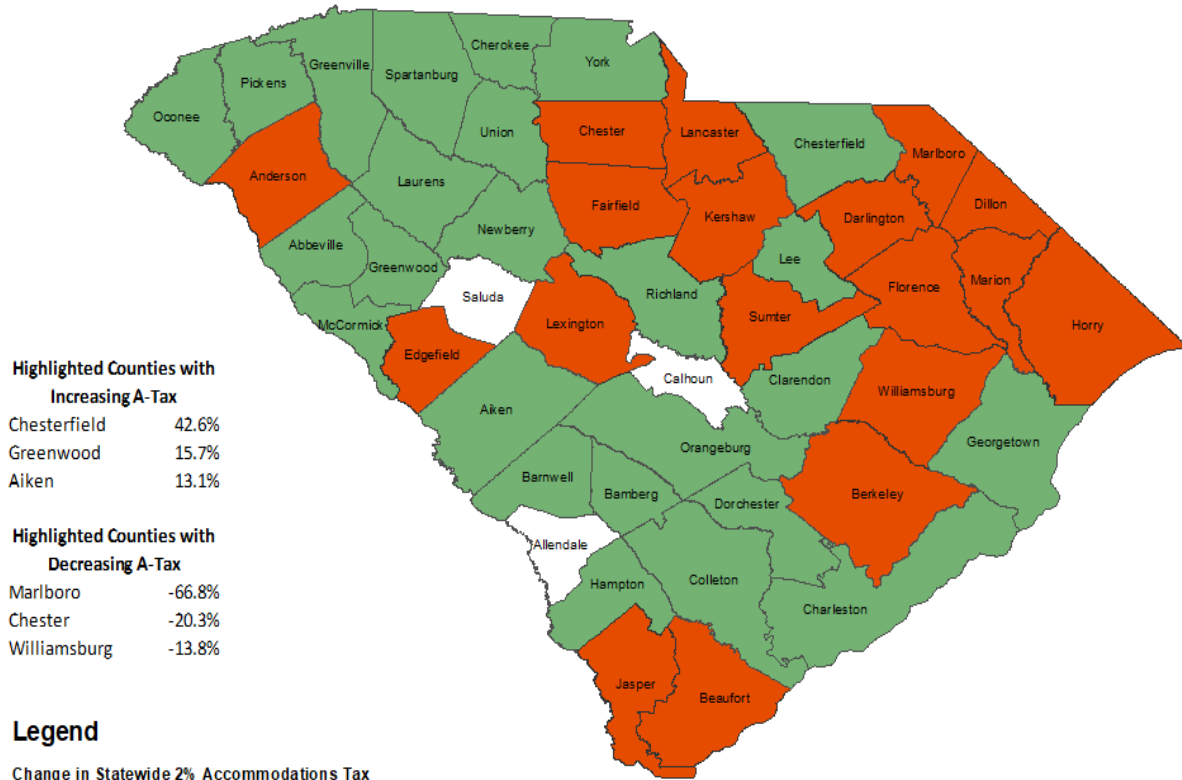 Cherokee
York
Greenville
Spartanburg
Pickens
Oconee
Union
Chester
Lancaster
Chesterfield
Marlboro
Anderson
Laurens
Fairfield
Kershaw
Darlington
Dillon
Newberry
Abbeville
Greenwood
Lee
Florence
Marion
Saluda
Richland
McCormick
Lexington
Sumter
Horry
Edgefield
Calhoun
Clarendon
Williamsburg
Aiken
Orangeburg
Georgetown
Barnwell
Bamberg
Dorchester
Berkeley
Allendale
Hampton
Colleton
Charleston
Jasper
Beaufort
Highlighted Counties with
Increasing A-Tax
Chesterfield 42.6%
Greenwood 15.7%
Aiken 13.1%
Highlighted Counties with
Decreasing A-Tax
Marlboro -66.8%
Chester -20.3%
Williamsburg -13.8%
Legend
Change in Statewide 2% Accommodations Tax